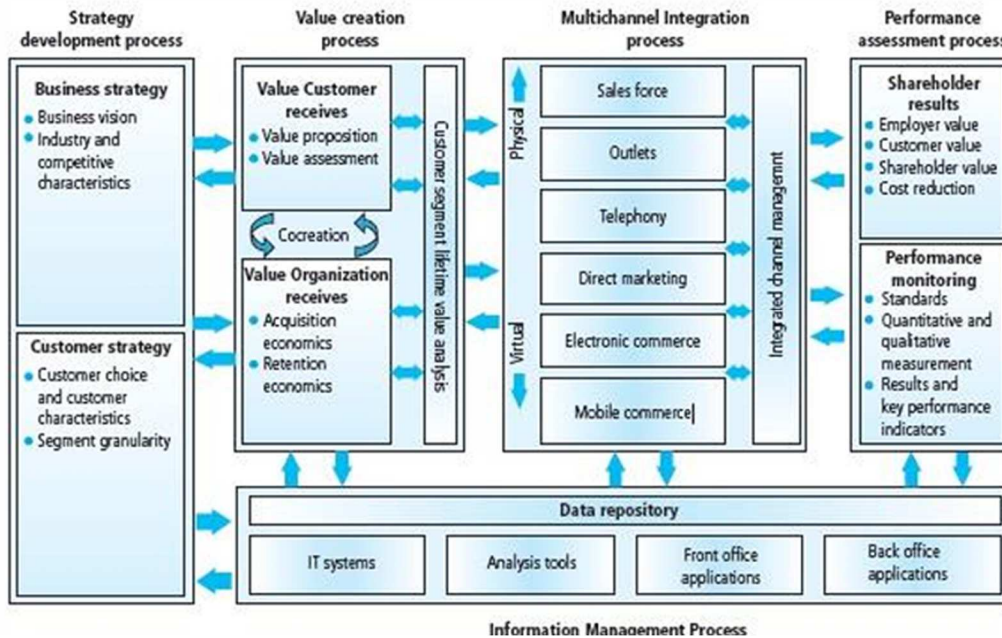 Strategy
development process
Value creation
process
Multichannel Integration
process
Performance
assessment process
Business strategy
Business vision
Industry and
competitive
characteristics
Customer strategy
Customer choice
and customer
characteristics
Segment granularity
Value Customer
receives
Value proposition
Value assessment
Cocreation
Value Organization
receives
Acquisition
economics
Retention
economics
Customer segment lifetime value analysis
Physical
Virtual
Sales force
Outlets
Telephony
Direct marketing
Electronic commerce
Mobile commerce
Integrated channel managemnt
Shareholder
results
Employer value
Customer value
Shareholder value
Cost reduction
Performance
monitoring
Standards
Quantitative and
qualitative
measurement
Results and
key performance
indicators
Data repository
IT systems
Analysis tools
Front office
applications
Back office
applications
Information Management Process